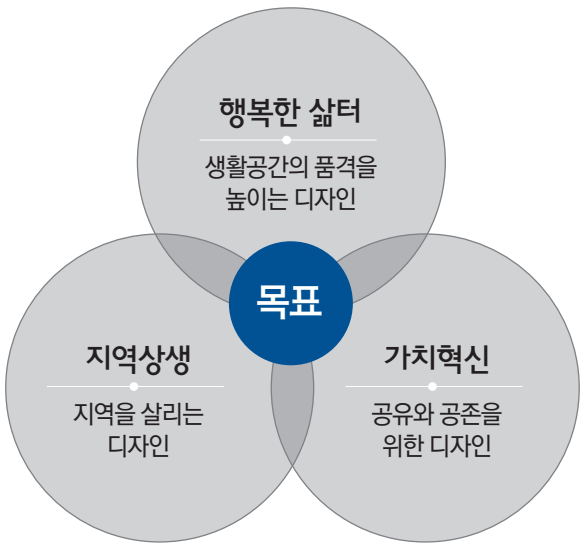 행복한 삶터
생활공간의 품격을
높이는 디자인
목표
지역상생
지역을 살리는
디자인
가치혁신
공유와 공존을
위한 디자인